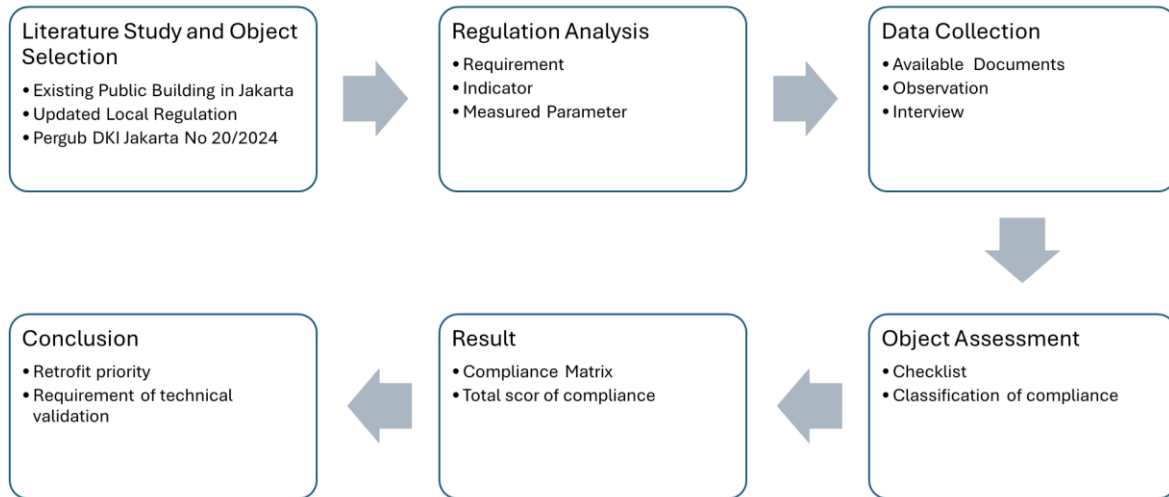 Literature Study and Object
Selection
• Existing Public Building in Jakarta
• Updated Local Regulation
• Pergub DKI Jakarta No 20/2024
Regulation Analysis
• Requirement
• Indicator
• Measured Parameter
Data Collection
• Available Documents
• Observation
• Interview
Object Assessment
• Checklist
• Classification of compliance
Result
• Compliance Matrix
• Total scor of compliance
Conclusion
• Retrofit priority
• Requirement of technical
validation